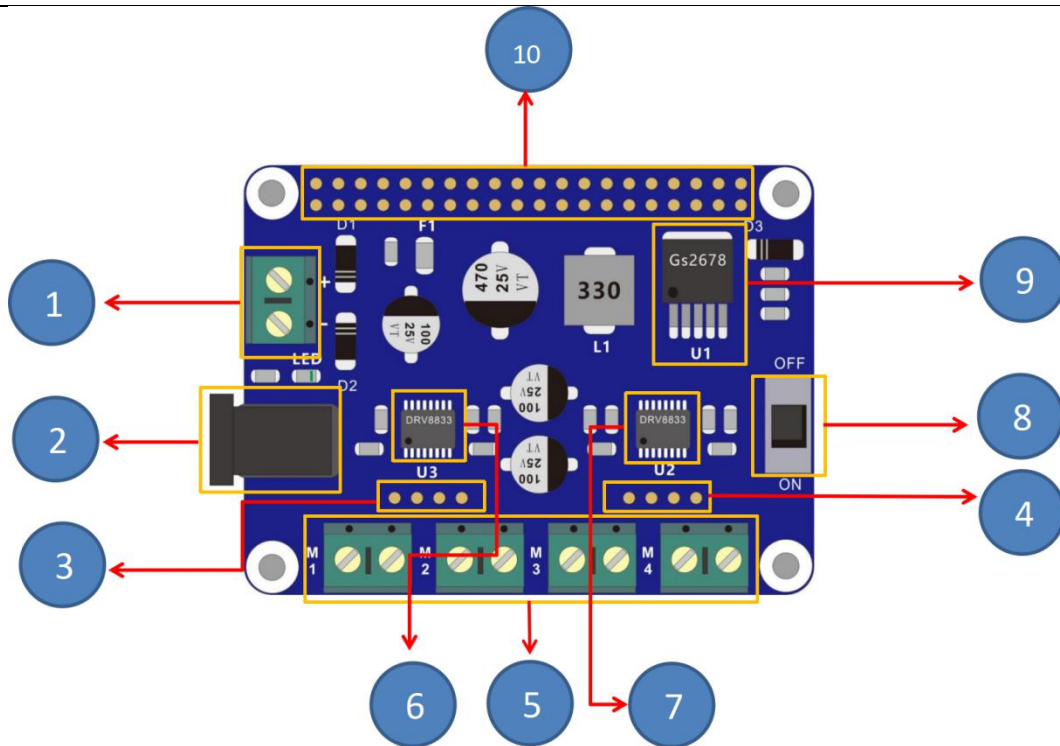 10
D1
F1
D3
470
25V
VT
330
Gs2678
+
-
1
9
100
25V
VT
L1
U1
LED
D2
OFF
100
25V
VT
DRV8833
DRV8833
2
8
U3
U2
100
25V
VT
ON
4
3
M
1
M
2
M
3
M
4
6
5
7